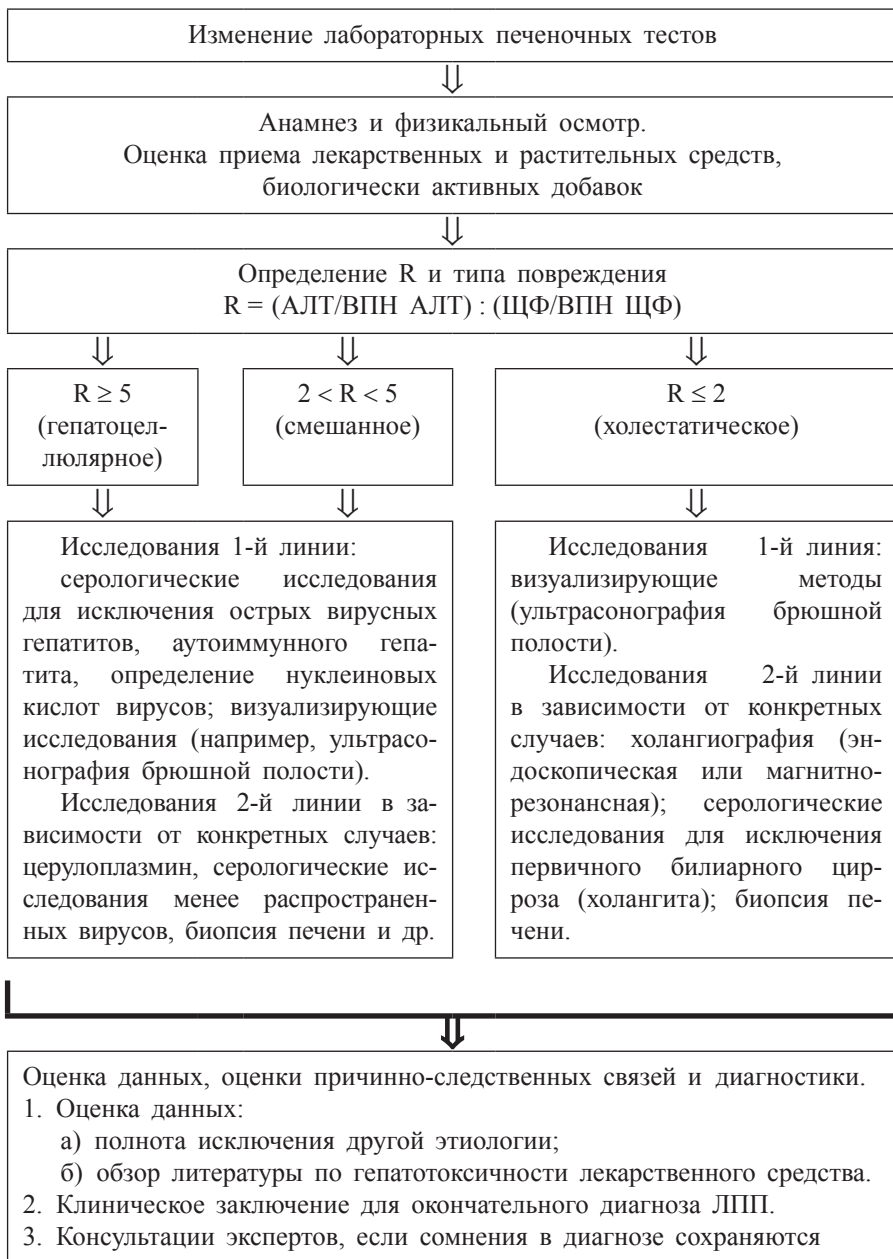 Изменение лабораторных печеночных тестов
⇓
Анамнез и физикальный осмотр.
Оценка приема лекарственных и растительных средств,
биологически активных добавок
⇓
Определение R и типа повреждения
R = (АЛТ/ВПН АЛТ) : (ЩФ/ВПН ЩФ)
⇓ ⇓ ⇓
R ≥ 5
(гепатоцел-
люлярное)
2 < R < 5
(смешанное)
R ≤ 2
(холестатическое)
⇓ ⇓ ⇓
Исследования 1-й линии:
серологические исследования
для исключения острых вирусных
гепатитов, аутоиммунного гепа-
тита, определение нуклеиновых
кислот вирусов; визуализирующие
исследования (например, ультрасо-
нография брюшной полости).
Исследования 2-й линии в за-
висимости от конкретных случаев:
церулоплазмин, серологические ис-
следования менее распространен-
ных вирусов, биопсия печени и др.
Исследования 1-й линия:
визуализирующие методы
(ультрасонография брюшной
полости).
Исследования 2-й линии
в зависимости от конкретных
случаев: холангиография (эн-
доскопическая или магнитно-
резонансная); серологические
исследования для исключения
первичного билиарного цир-
роза (холангита); биопсия пе-
чени.
⇓
Оценка данных, оценки причинно-следственных связей и диагностики.
1. Оценка данных:
а) полнота исключения другой этиологии;
б) обзор литературы по гепатотоксичности лекарственного средства.
2. Клиническое заключение для окончательного диагноза ЛПП.
3. Консультации экспертов, если сомнения в диагнозе сохраняются